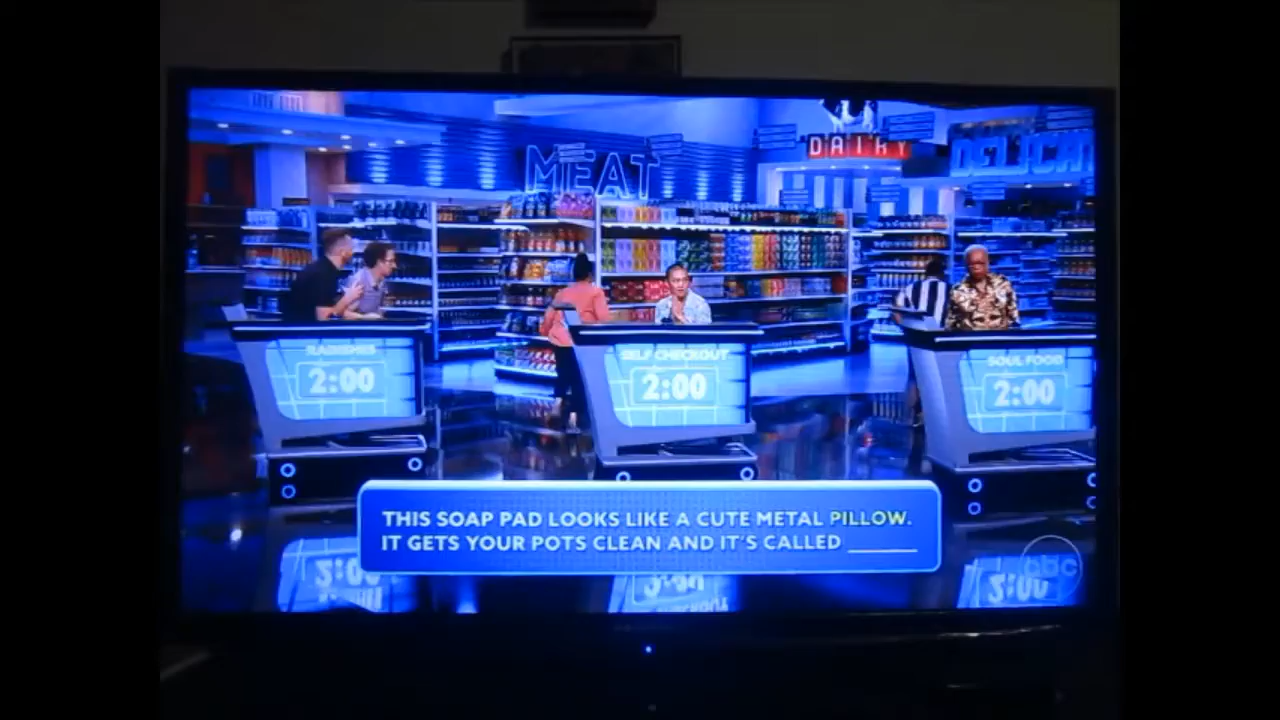 MEAT
DAIRY
RADISHES
2:00
SELF CHECKOUT
2:00
SOUL FOOD
2:00
THIS SOAP PAD LOOKS LIKE A CUTE METAL PILLOW.
IT GETS YOUR POTS CLEAN AND IT'S CALLED ______
abc